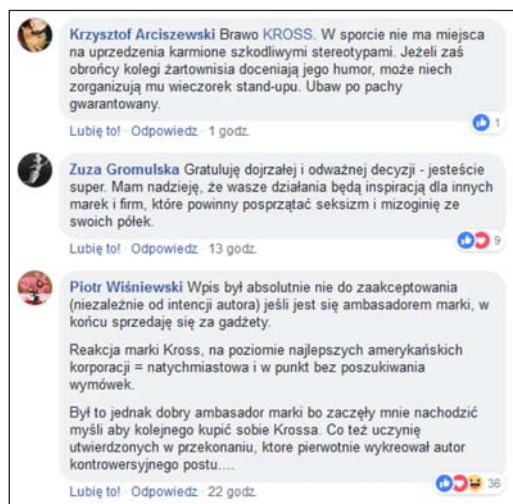 Krzysztof Arciszewski Brawo KROSS. W sporcie nie ma miejsca
na uprzedzenia karmione szkodliwymi stereotypami. Jeżeli zaś
obrońcy kolegi żartownisia doceniają jego humor, może niech
zorganizują mu wieczorek stand-upu. Ubaw po pachy
gwarantowany.
1
Lubię to! · Odpowiedz · 1 godz.
Zuza Gromulska Gratuluję dojrzałej i odważnej decyzji - jesteście
super. Mam nadzieję, że wasze działania będą inspiracją dla innych
marek i firm, które powinny posprzątać seksizm i mizoginię ze
swoich półek.
9
Lubię to! · Odpowiedz · 13 godz.
Piotr Wiśniewski Wpis był absolutnie nie do zaakceptowania
(niezależnie od intencji autora) jeśli jest się ambasadorem marki, w
końcu sprzedaję się za gadżety.
Reakcja marki Kross, na poziomie najlepszych amerykańskich
korporacji = natychmiastowa i w punkt bez poszukiwania
wymówek.
Był to jednak dobry ambasador marki bo zaczęły mnie nachodzić
myśli aby kolejnego kupić sobie Krossa. Co też uczynię
utwierdzonych w przekonaniu, ktore pierwotnie wykreował autor
kontrowersyjnego postu....
36
Lubię to! · Odpowiedz · 22 godz.